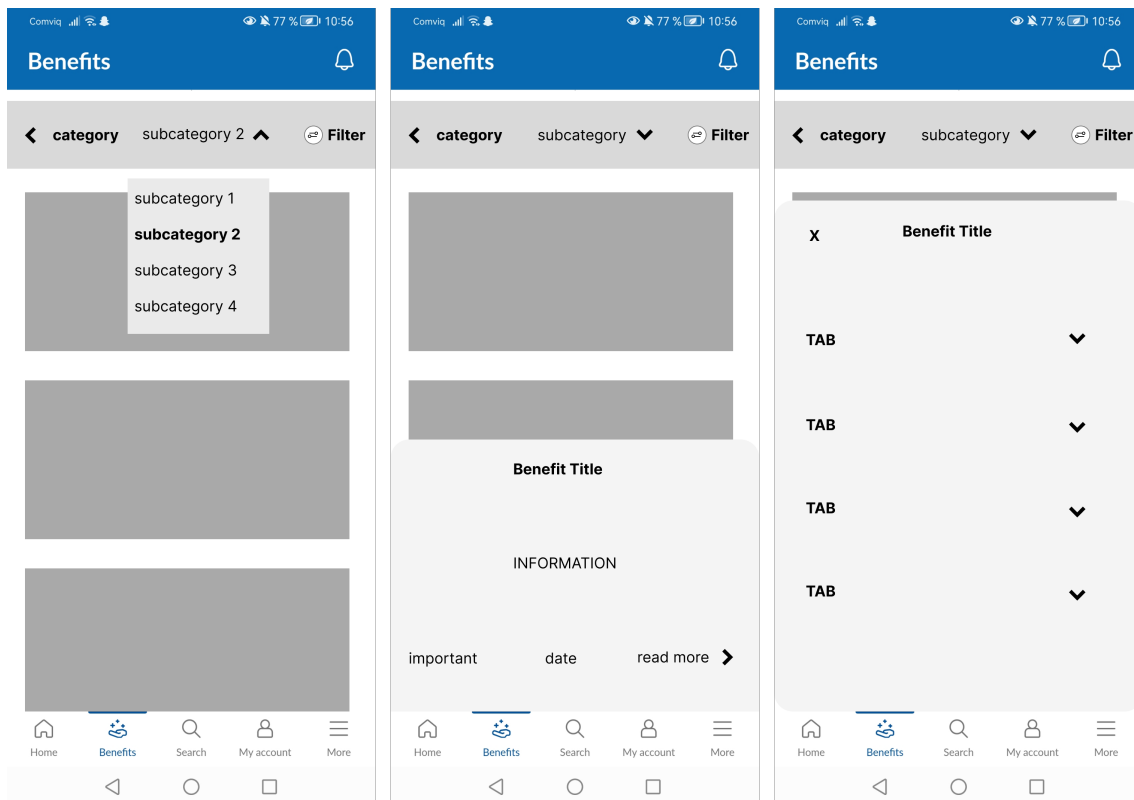 Comviq 77 % 10:56
Benefits
category subcategory 2 Filter
subcategory 1
subcategory 2
subcategory 3
subcategory 4
Home Benefits Search My account More
Comviq 77 % 10:56
Benefits
category subcategory Filter
Benefit Title
INFORMATION
important date read more
Home Benefits Search My account More
Comviq 77 % 10:56
Benefits
category subcategory Filter
X Benefit Title
TAB
TAB
TAB
TAB
Home Benefits Search My account More